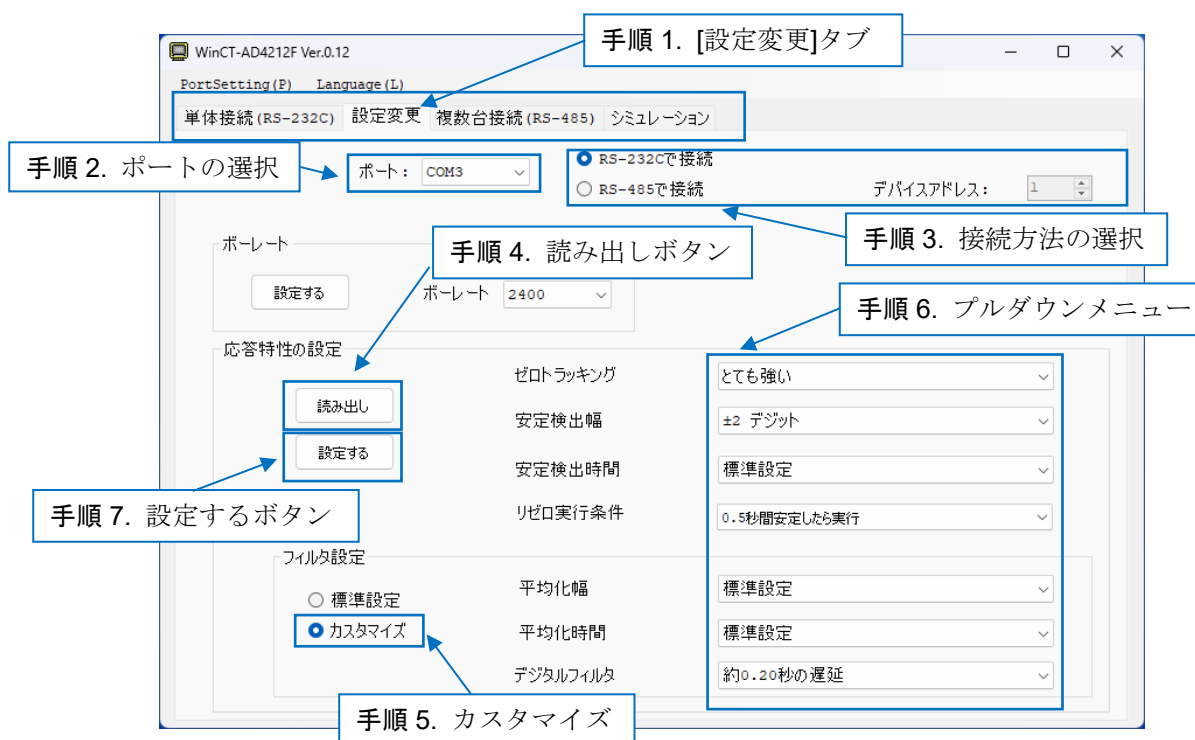 手順 1. [設定変更]タブ
WinCT-AD4212F Ver.0.12
PortSetting(P) Language(L)
単体接続(RS-232C) 設定変更 複数台接続(RS-485) シミュレーション
手順 2. ポートの選択
ポート: COM3
RS-232Cで接続
RS-485で接続 デバイスアドレス: 1
手順 3. 接続方法の選択
ボーレート
手順 4. 読み出しボタン
設定する ボーレート 2400
手順 6. プルダウンメニュー
応答特性の設定
ゼロトラッキング とても強い
読み出し
安定検出幅 ±2 デジット
設定する
安定検出時間 標準設定
手順 7. 設定するボタン
リゼロ実行条件 0.5秒間安定したら実行
フィルタ設定
標準設定
平均化幅 標準設定
カスタマイズ
平均化時間 標準設定
デジタルフィルタ 約0.20秒の遅延
手順 5. カスタマイズ